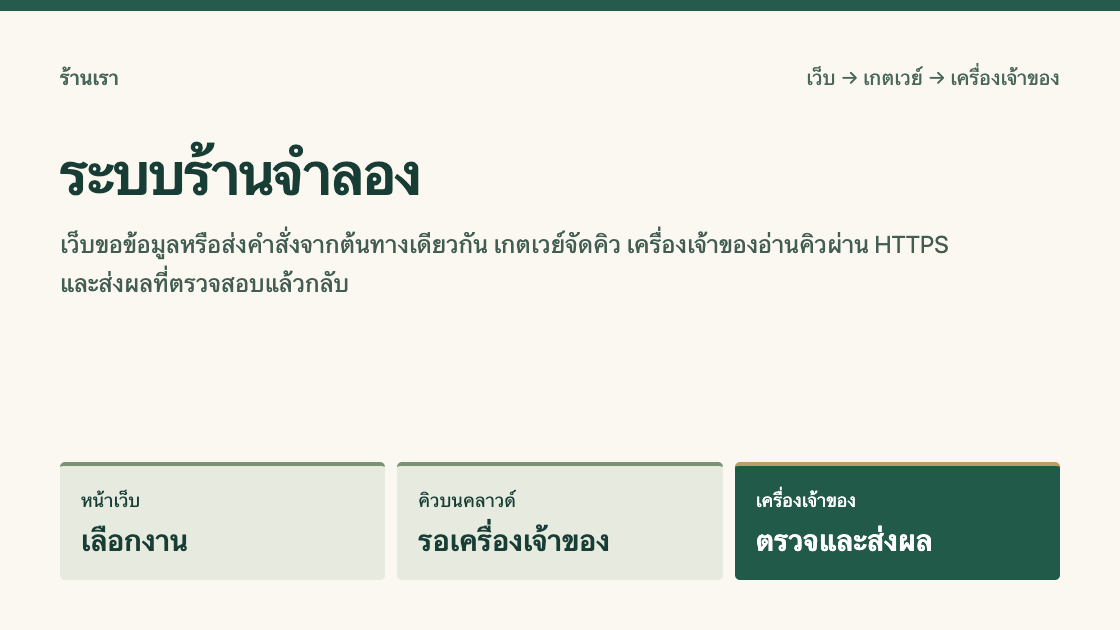 ร้านเรา
เว็บ → เกตเวย์ → เครื่องเจ้าของ
ระบบร้านจำลอง
เว็บขอข้อมูลหรือส่งคำสั่งจากต้นทางเดียวกัน เกตเวย์จัดคิว เครื่องเจ้าของอ่านคิวผ่าน HTTPS
และส่งผลที่ตรวจสอบแล้วกลับ
หน้าเว็บ
เลือกงาน
คิวบนคลาวด์
รอเครื่องเจ้าของ
เครื่องเจ้าของ
ตรวจและส่งผล